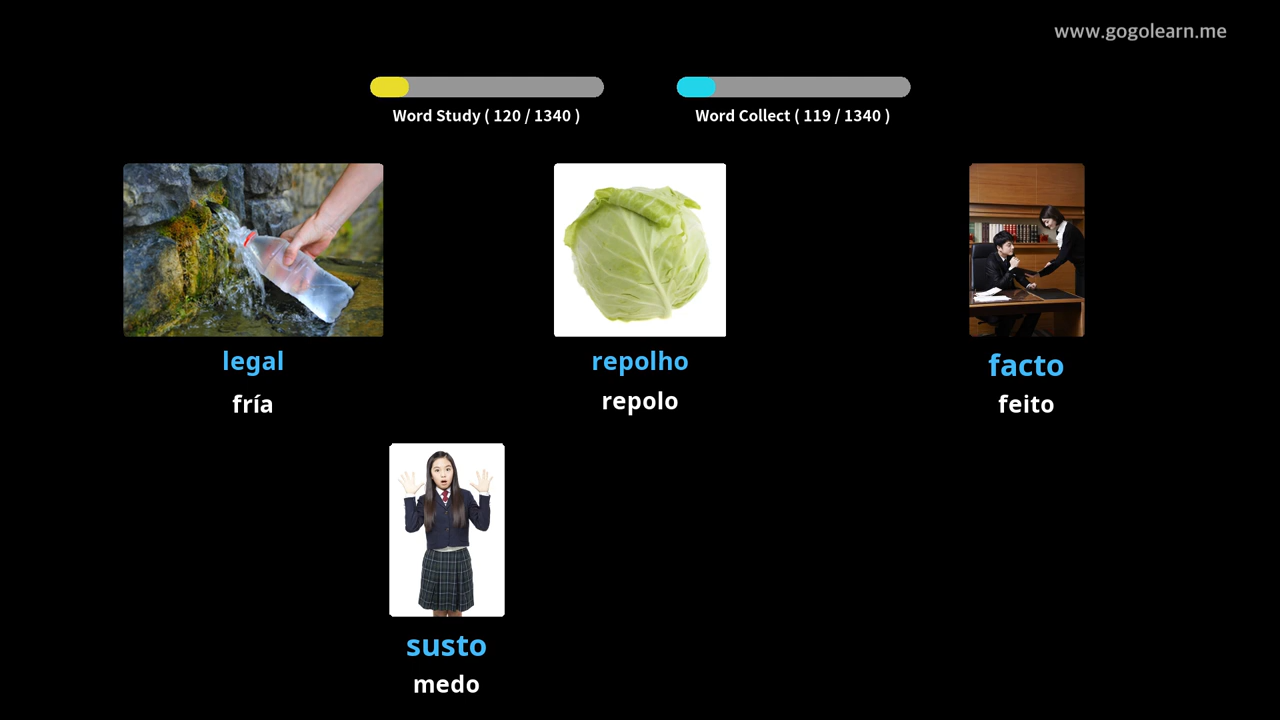 www.gogolearn.me
Word Study ( 120 / 1340 )
Word Collect ( 119 / 1340 )
legal
fría
repolho
repolo
facto
feito
susto
medo